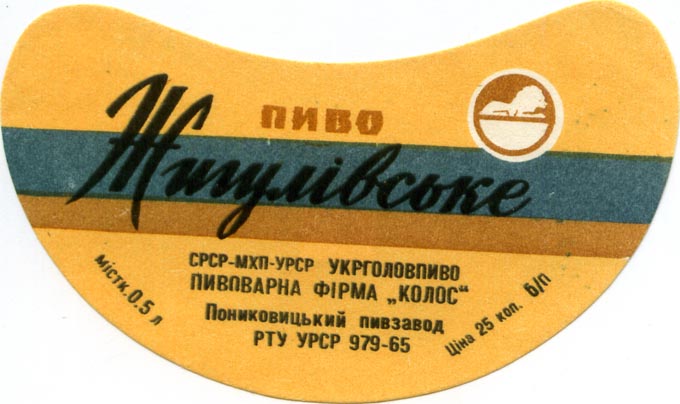 ПИВО
Жигулівське
СРСР-МХП-УРСР УКРГОЛОВПИВО
ПИВОВАРНА ФІРМА „КОЛОС“
Пониковицький пивзавод
РТУ УРСР 979-65
містк. 0,5 л
Ціна 25 коп. б/п